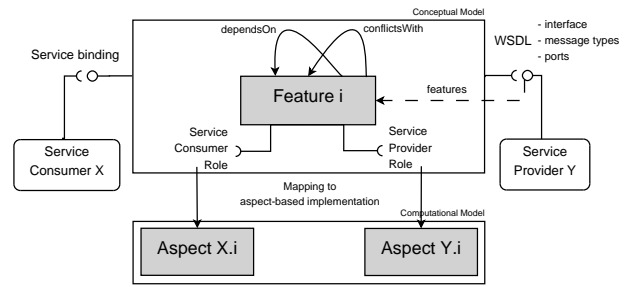 Conceptual Model
dependsOn
conflictsWith
- interface
WSDL - message types
- ports
Service binding
Feature i
features
Service
Consumer
Role
Service
Provider
Role
Service
Consumer X
Service
Provider Y
Mapping to
aspect-based implementation
Computational Model
Aspect X.i
Aspect Y.i